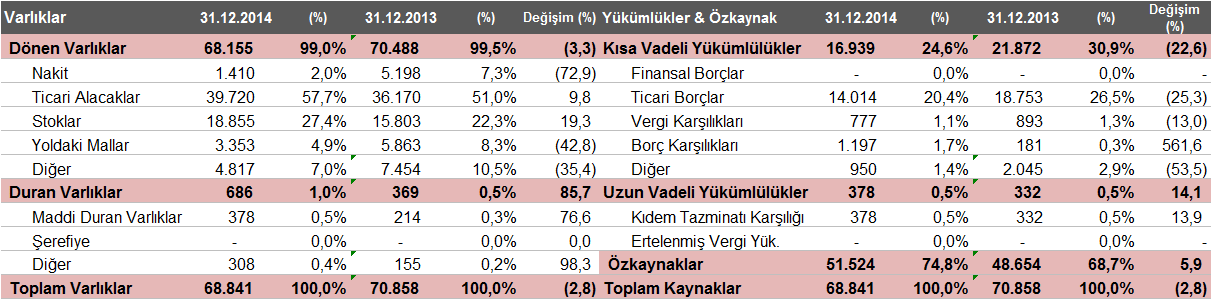 Varlıklar 31.12.2014 (%) 31.12.2013 (%) Değişim (%) Yükümlükler & Özkaynak 31.12.2014 (%) 31.12.2013 (%) Değişim (%)
Dönen Varlıklar 68.155 99,0% 70.488 99,5% (3,3) Kısa Vadeli Yükümlülükler 16.939 24,6% 21.872 30,9% (22,6)
Nakit 1.410 2,0% 5.198 7,3% (72,9) Finansal Borçlar - 0,0% - 0,0% -
Ticari Alacaklar 39.720 57,7% 36.170 51,0% 9,8 Ticari Borçlar 14.014 20,4% 18.753 26,5% (25,3)
Stoklar 18.855 27,4% 15.803 22,3% 19,3 Vergi Karşılıkları 777 1,1% 893 1,3% (13,0)
Yoldaki Mallar 3.353 4,9% 5.863 8,3% (42,8) Borç Karşılıkları 1.197 1,7% 181 0,3% 561,6
Diğer 4.817 7,0% 7.454 10,5% (35,4) Diğer 950 1,4% 2.045 2,9% (53,5)
Duran Varlıklar 686 1,0% 369 0,5% 85,7 Uzun Vadeli Yükümlülükler 378 0,5% 332 0,5% 14,1
Maddi Duran Varlıklar 378 0,5% 214 0,3% 76,6 Kıdem Tazminatı Karşılığı 378 0,5% 332 0,5% 13,9
Şerefiye - 0,0% - 0,0% 0,0 Ertelenmiş Vergi Yük. - 0,0% - 0,0% -
Diğer 308 0,4% 155 0,2% 98,3 Özkaynaklar 51.524 74,8% 48.654 68,7% 5,9
Toplam Varlıklar 68.841 100,0% 70.858 100,0% (2,8) Toplam Kaynaklar 68.841 100,0% 70.858 100,0% (2,8)